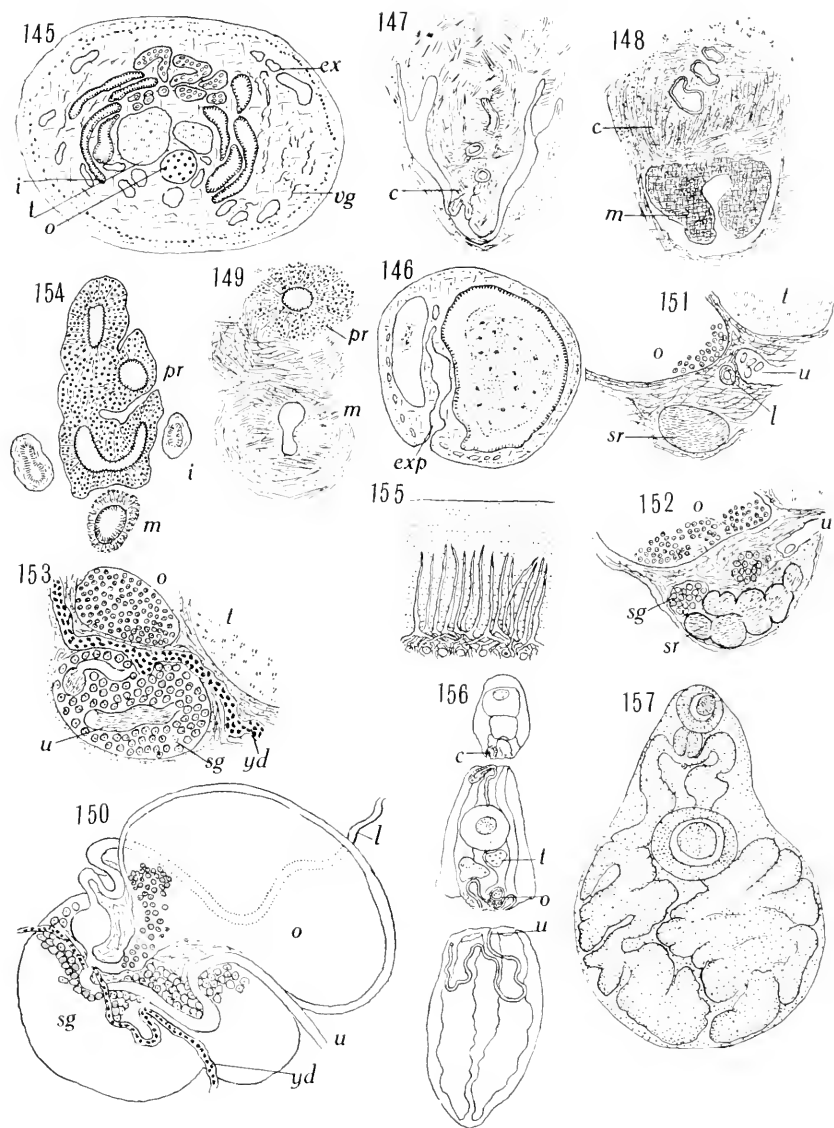 145
ex
i
t
o
vg
147
c
148
c
m
154
pr
i
m
149
pr
m
146
exp
151
t
o
u
l
sr
155
152
o
u
sg
sr
153
o
t
u
sg
yd
156
c
t
o
u
157
150
l
o
sg
u
yd